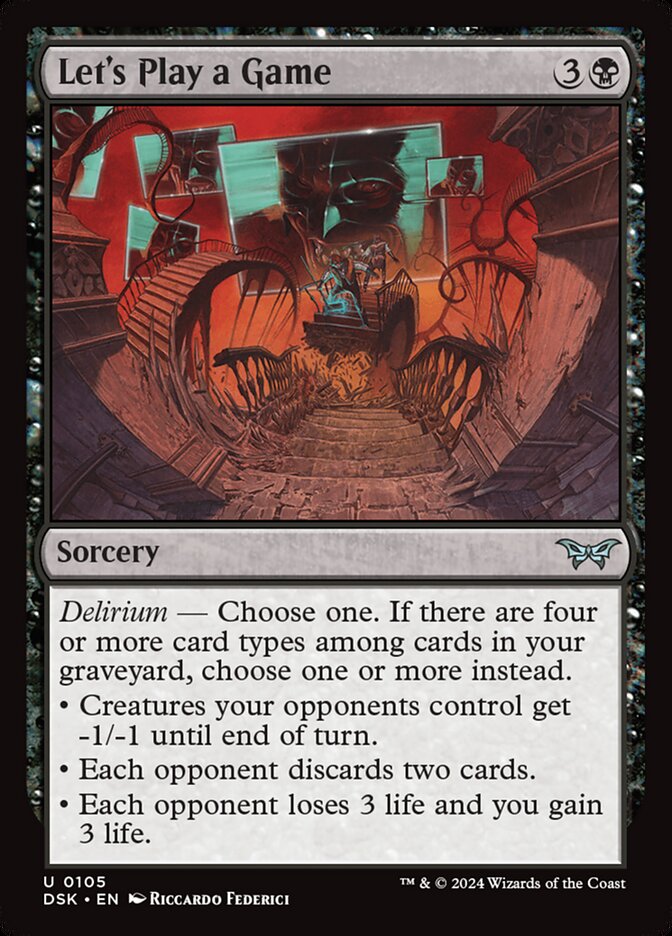 Let's Play a Game 3
Sorcery
Delirium — Choose one. If there are four
or more card types among cards in your
graveyard, choose one or more instead.
• Creatures your opponents control get
-1/-1 until end of turn.
• Each opponent discards two cards.
• Each opponent loses 3 life and you gain
3 life.
U 0105
DSK • EN Riccardo Federici
™ & © 2024 Wizards of the Coast